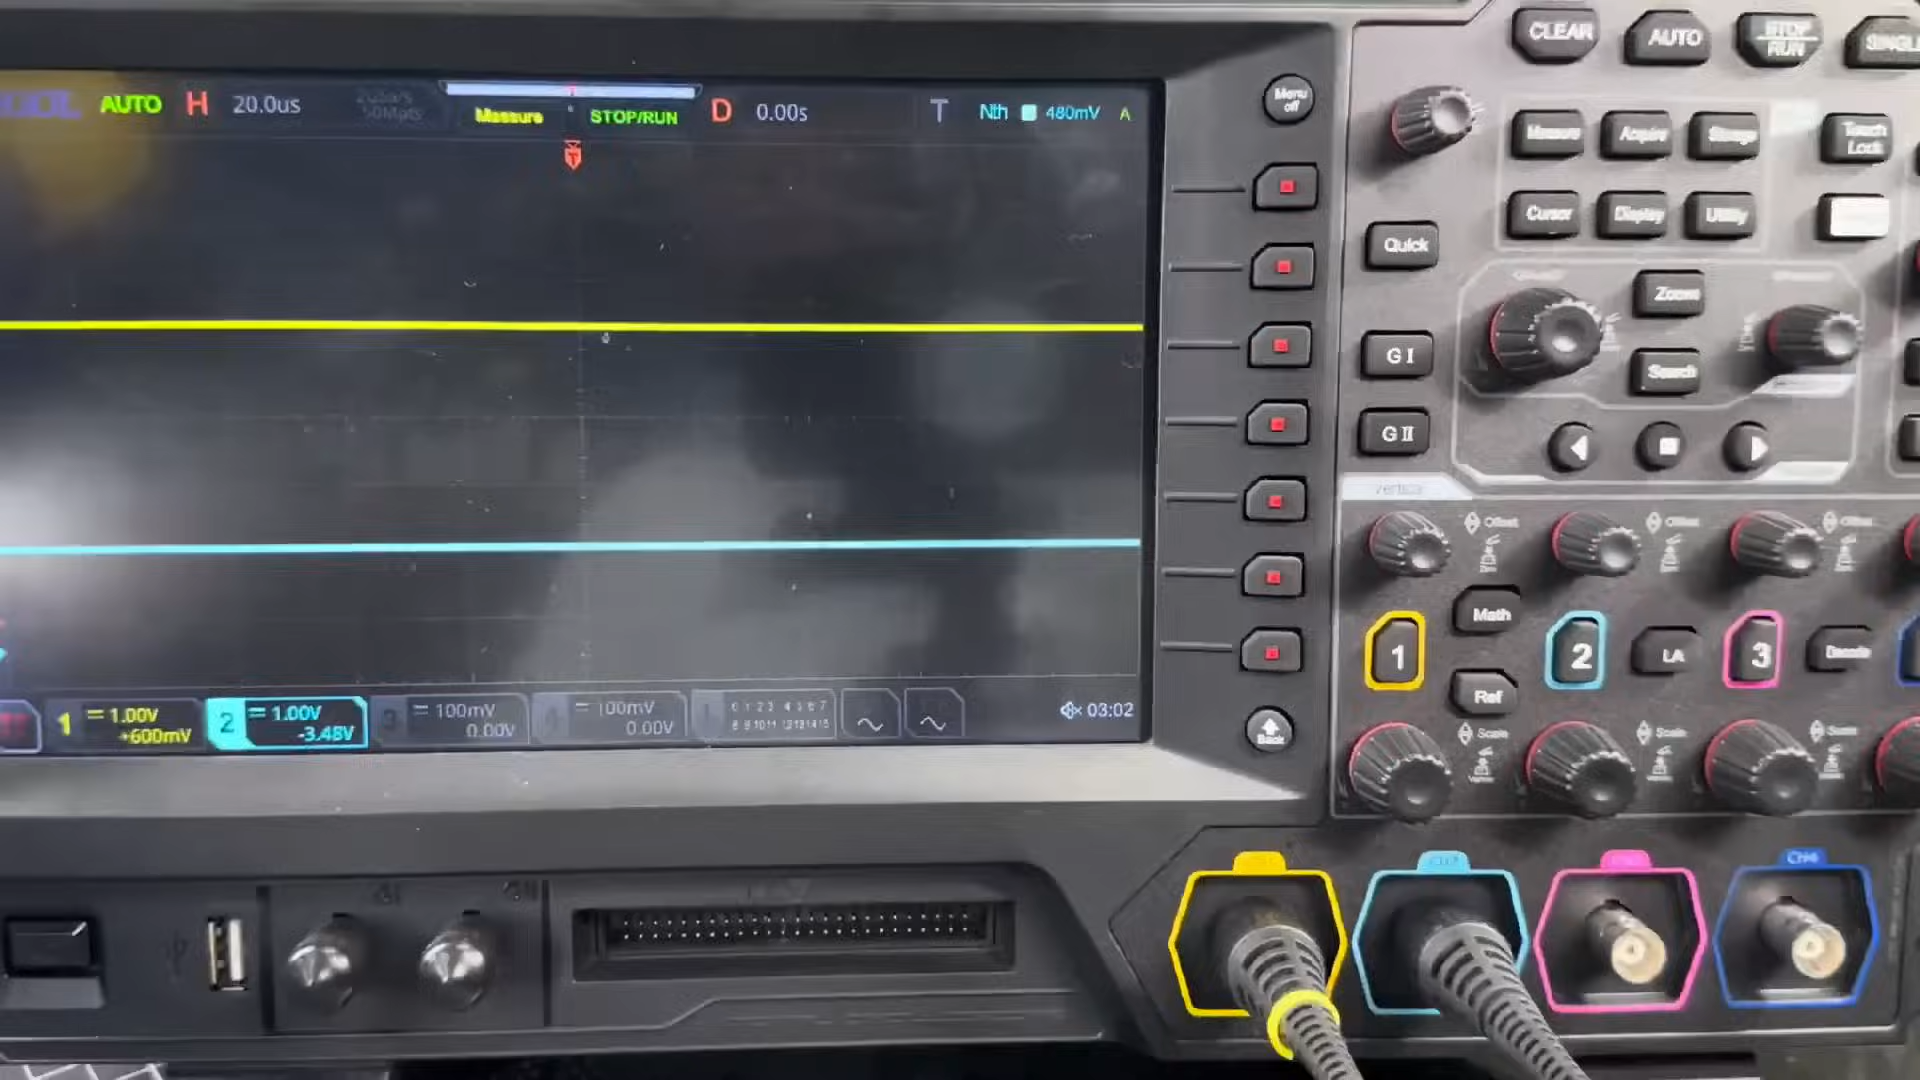 AUTO H 20.0us
Measure STOP/RUN D 0.00s T Nth 480mV A
1 1.00V
+600mV
2 1.00V
-3.48V
3 100mV
0.00V
4 100mV
0.00V
L 0 1 2 3 4 5 6 7
8 9 10 11 12 13 14 15
03:02
Menu
off
Back
CLEAR
AUTO
STOP
RUN
SINGLE
Measure
Acquire
Storage
Touch
Lock
Cursor
Display
Utility
Quick
Zoom
Search
G I
G II
Vertical
Offset
Offset
Offset
1
Math
2
LA
3
Decode
Ref
Scale
Scale
Scale
CH4